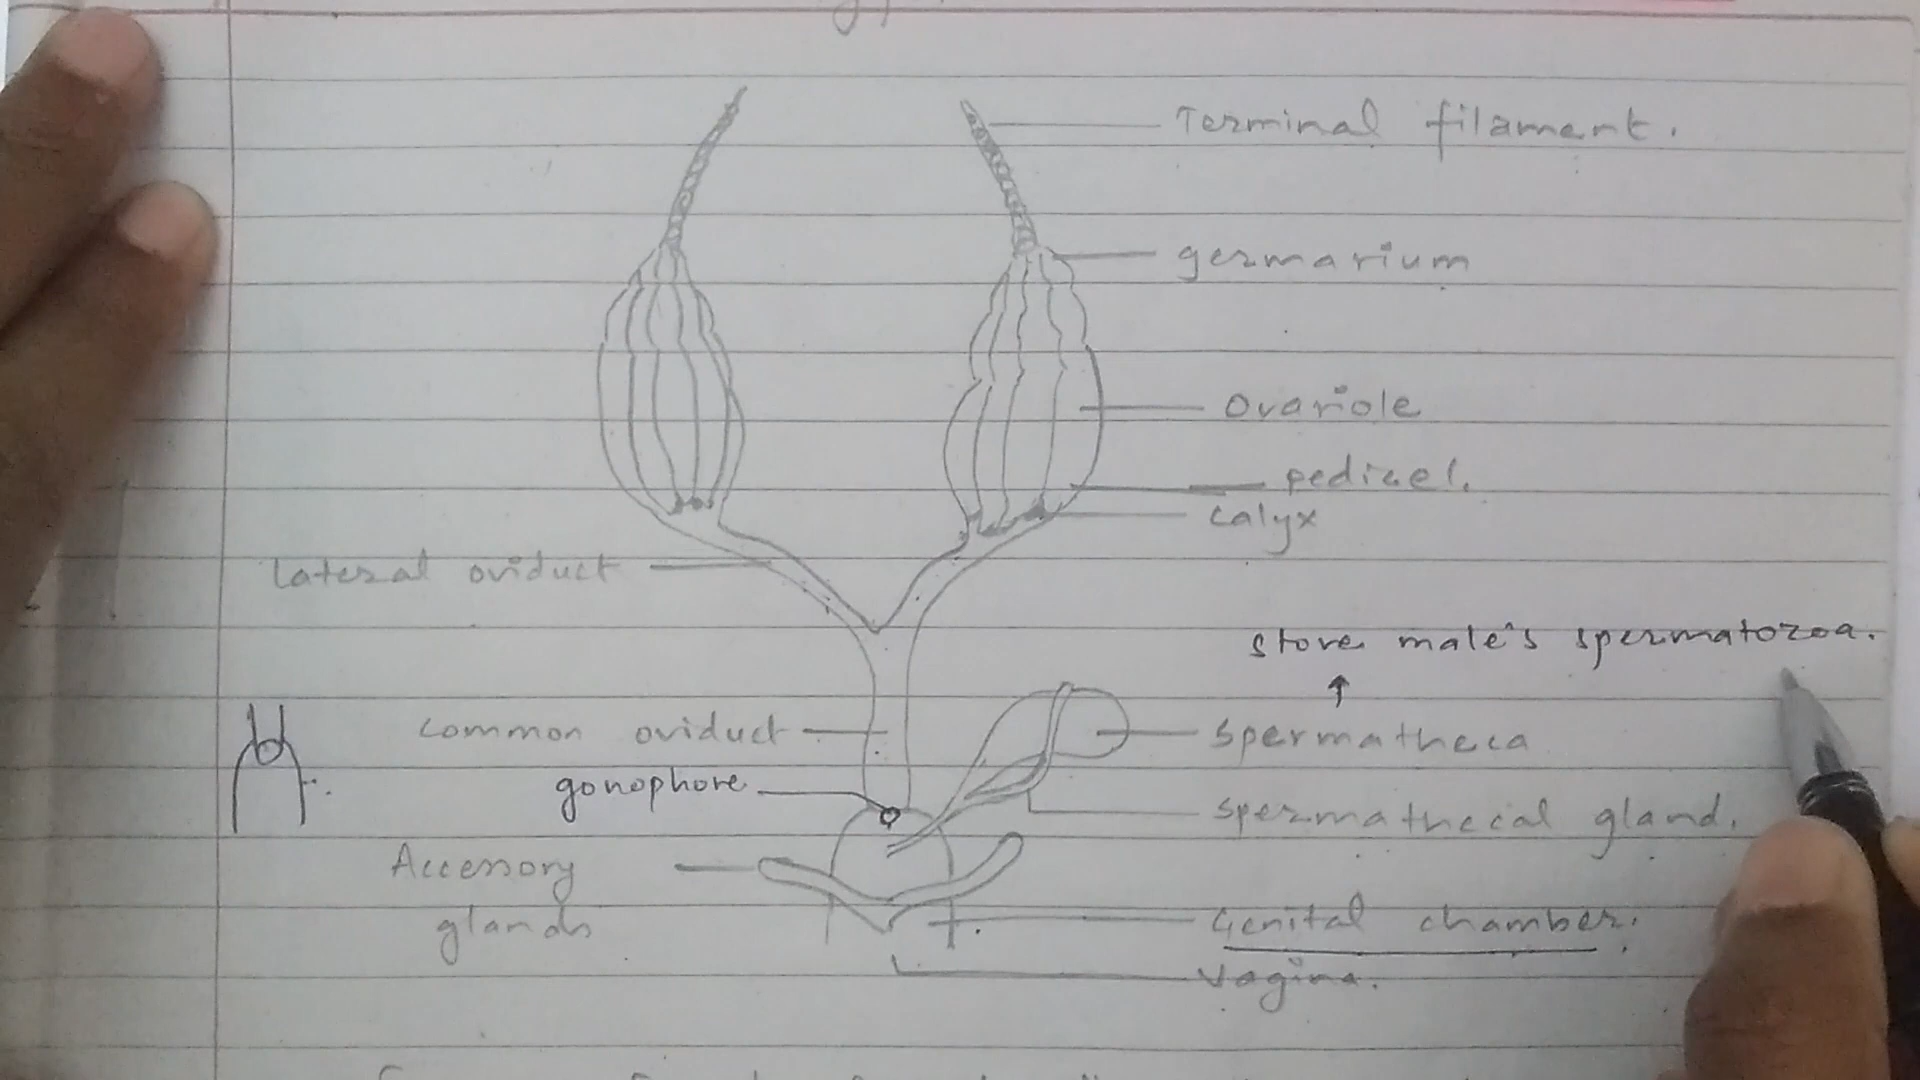 Terminal filament.
germarium
Ovariole
pedicel.
calyx
Lateral oviduct
store male's spermatozoa.
↑
common oviduct
spermatheca
gonophore
spermathecal gland.
Accessory
glands
Genital chamber.
vagina.